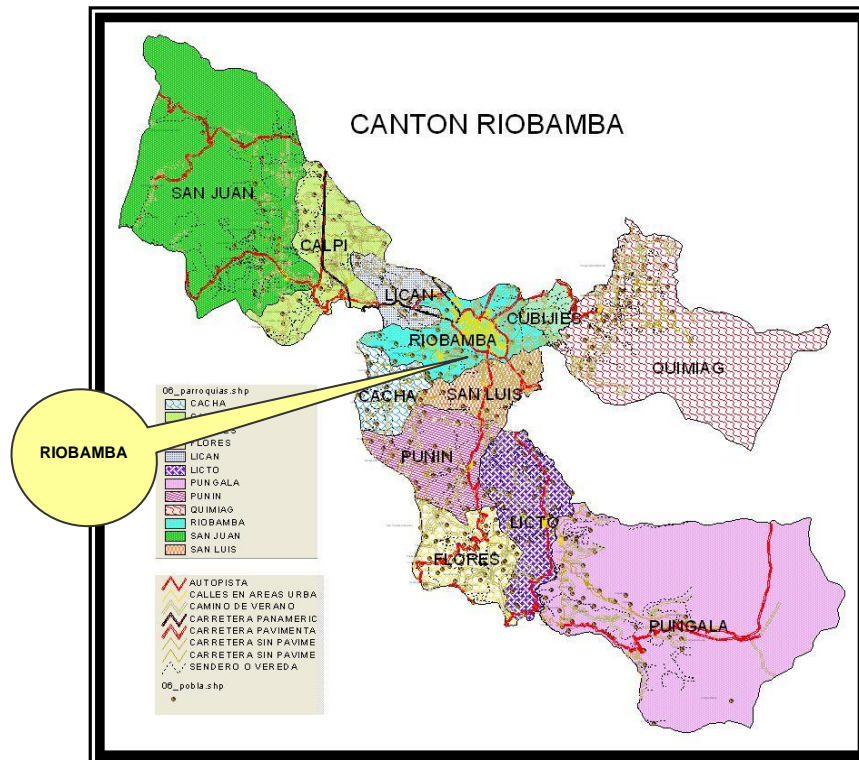 CANTON RIOBAMBA
SAN JUAN
CALPI
LICAN
CUBIJIES
RIOBAMBA
QUIMIAG
CACHA
SAN LUIS
PUNIN
LICTO
FLORES
PUNGALA
RIOBAMBA
06_parroquias.shp
CACHA
FLORES
LICAN
LICTO
PUNGALA
PUNIN
QUIMIAG
RIOBAMBA
SAN JUAN
SAN LUIS
AUTOPISTA
CALLES EN AREAS URBA
CAMINO DE VERANO
CARRETERA PANAMERIC
CARRETERA PAVIMENTA
CARRETERA SIN PAVIME
CARRETERA SIN PAVIME
SENDERO O VEREDA
06_pobla.shp